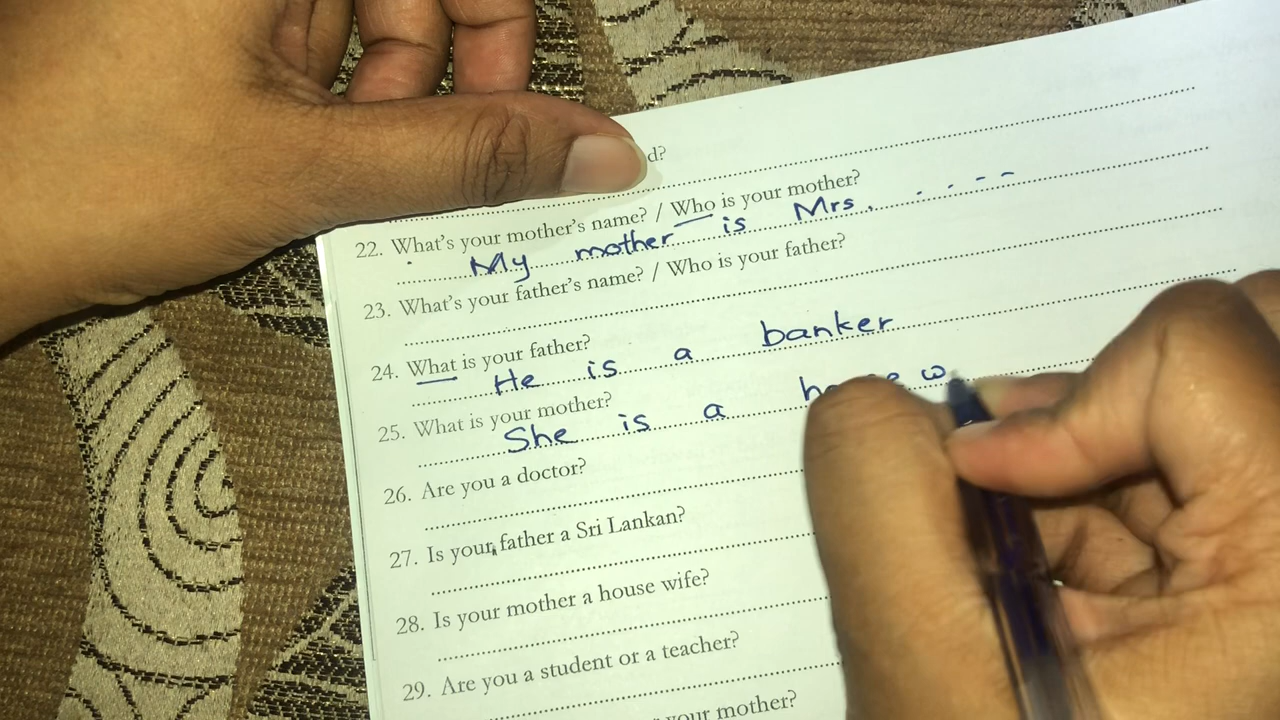 d?
22. What's your mother's name? / Who is your mother?
My mother is Mrs. . . - -
23. What's your father's name? / Who is your father?
24. What is your father?
He is a banker
25. What is your mother?
She is a
26. Are you a doctor?
27. Is your father a Sri Lankan?
28. Is your mother a house wife?
29. Are you a student or a teacher?
your mother?